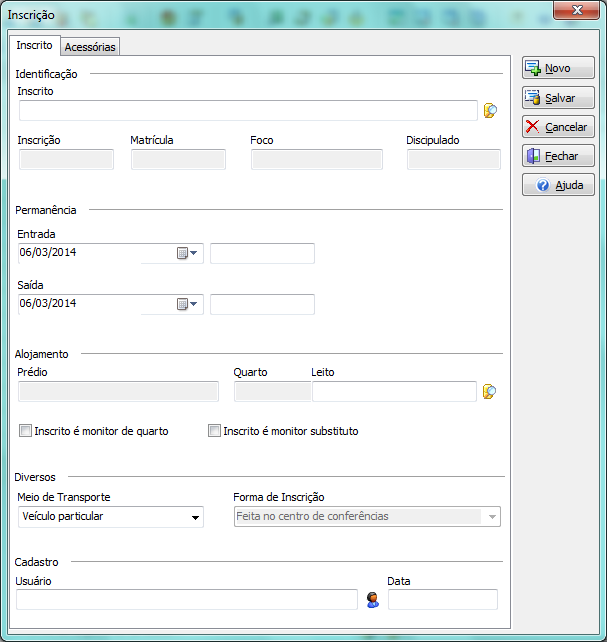 Inscrição
Inscrito Acessórias
Identificação
Inscrito
Inscrição Matrícula Foco Discipulado
Permanência
Entrada
06/03/2014
Saída
06/03/2014
Alojamento
Prédio Quarto Leito
Inscrito é monitor de quarto Inscrito é monitor substituto
Diversos
Meio de Transporte Forma de Inscrição
Veículo particular Feita no centro de conferências
Cadastro
Usuário Data
Novo
Salvar
Cancelar
Fechar
Ajuda